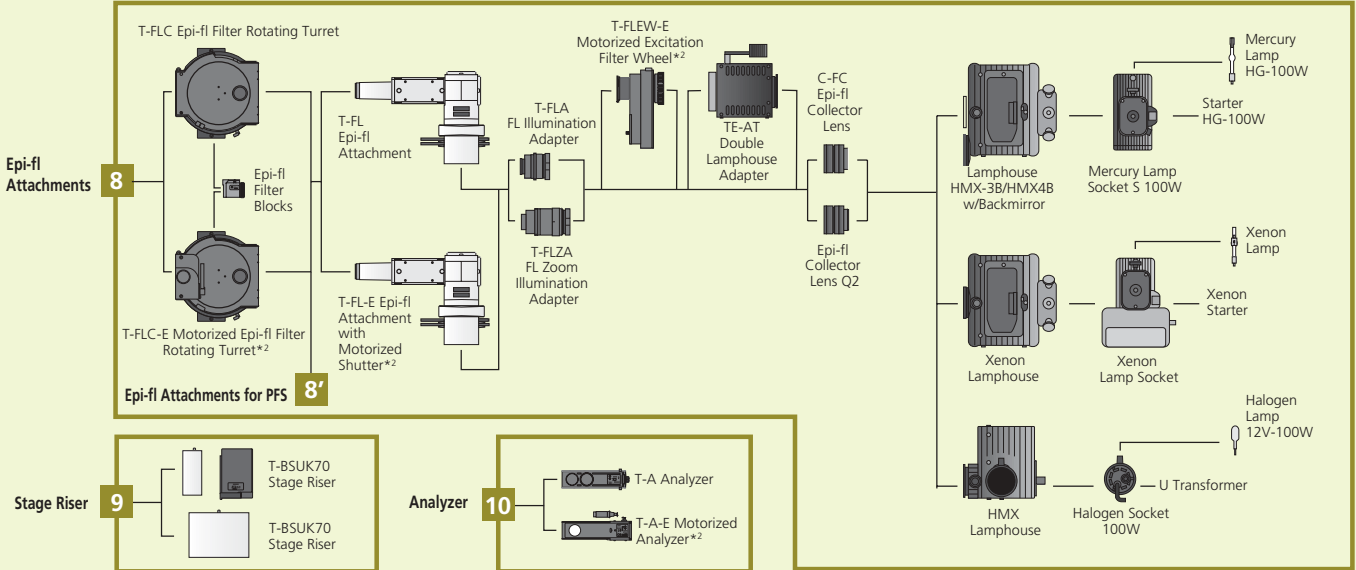 T-FLC Epi-fl Filter Rotating Turret
Epi-fl
Attachments
8
Epi-fl
Filter
Blocks
T-FLC-E Motorized Epi-fl Filter
Rotating Turret*2
Epi-fl Attachments for PFS
8′
T-FL
Epi-fl
Attachment
T-FL-E Epi-fl
Attachment
with
Motorized
Shutter*2
T-FLA
FL Illumination
Adapter
T-FLZA
FL Zoom
Illumination
Adapter
T-FLEW-E
Motorized Excitation
Filter Wheel*2
TE-AT
Double
Lamphouse
Adapter
C-FC
Epi-fl
Collector
Lens
Epi-fl
Collector
Lens Q2
Lamphouse
HMX-3B/HMX4B
w/Backmirror
Mercury Lamp
Socket S 100W
Mercury
Lamp
HG-100W
Starter
HG-100W
Xenon
Lamphouse
Xenon
Lamp Socket
Xenon
Lamp
Xenon
Starter
HMX
Lamphouse
Halogen Socket
100W
Halogen
Lamp
12V-100W
U Transformer
Stage Riser
9
T-BSUK70
Stage Riser
T-BSUK70
Stage Riser
Analyzer
10
T-A Analyzer
T-A-E Motorized
Analyzer*2